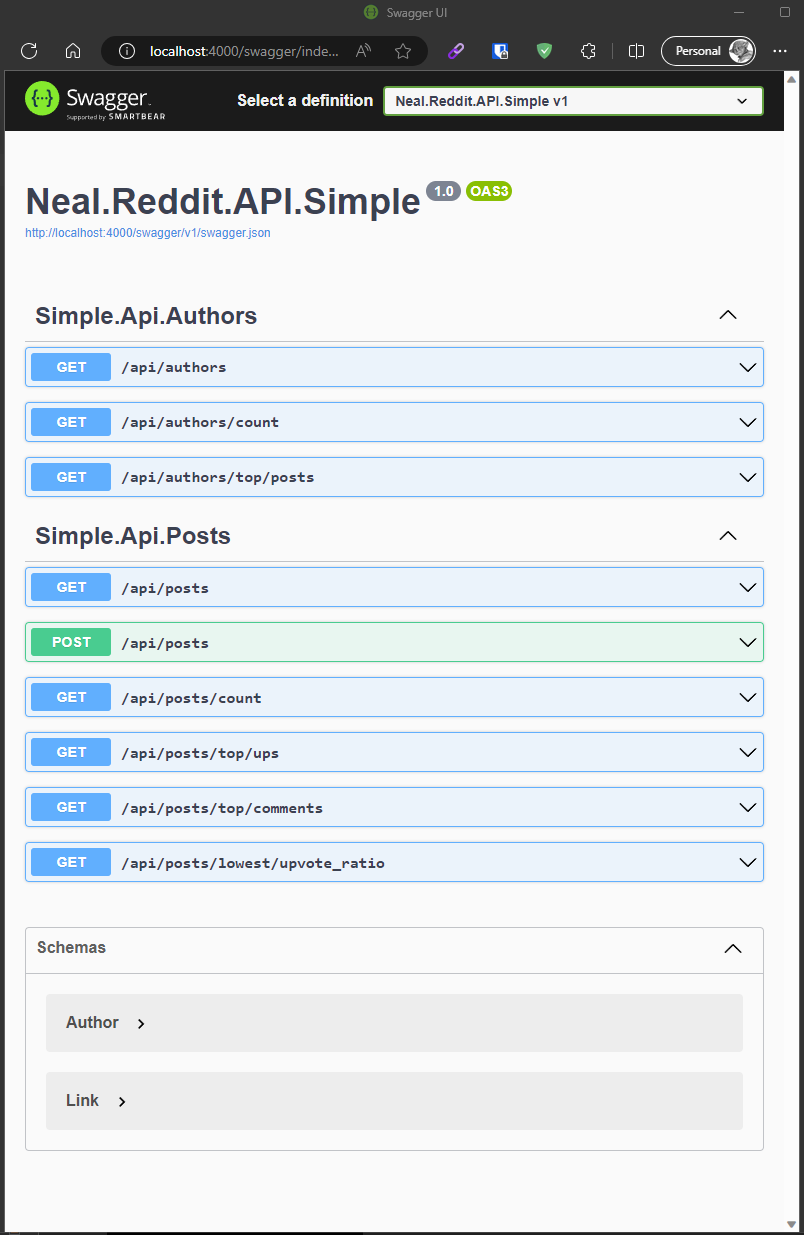 Swagger UI
localhost:4000/swagger/inde...
Personal
Swagger.
Supported by SMARTBEAR
Select a definition
Neal.Reddit.API.Simple v1
Neal.Reddit.API.Simple 1.0 OAS3
http://localhost:4000/swagger/v1/swagger.json
Simple.Api.Authors
GET /api/authors
GET /api/authors/count
GET /api/authors/top/posts
Simple.Api.Posts
GET /api/posts
POST /api/posts
GET /api/posts/count
GET /api/posts/top/ups
GET /api/posts/top/comments
GET /api/posts/lowest/upvote_ratio
Schemas
Author
Link